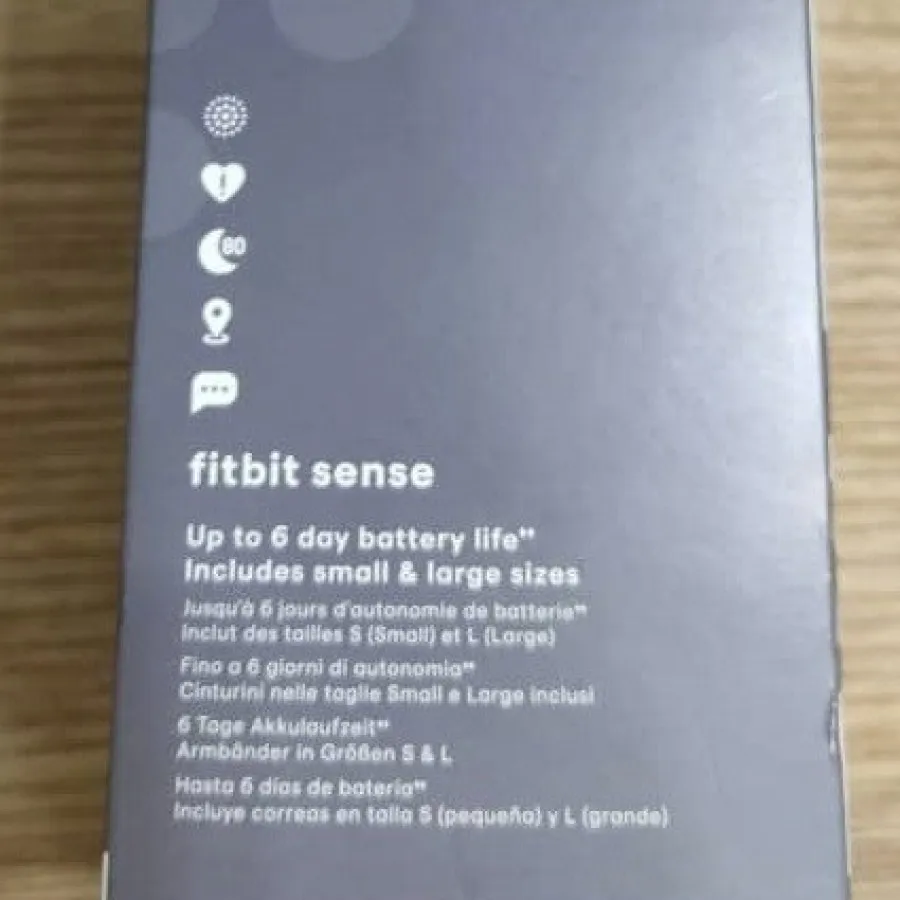 80
fitbit sense
Up to 6 day battery life**
Includes small & large sizes
Jusqu'à 6 jours d'autonomie de batterie**
Inclut des tailles S (Small) et L (Large)
Fino a 6 giorni di autonomia**
Cinturini nelle taglie Small e Large inclusi
6 Tage Akkulaufzeit**
Armbänder in Größen S & L
Hasta 6 días de batería**
Incluye correas en talla S (pequeño) y L (grande)